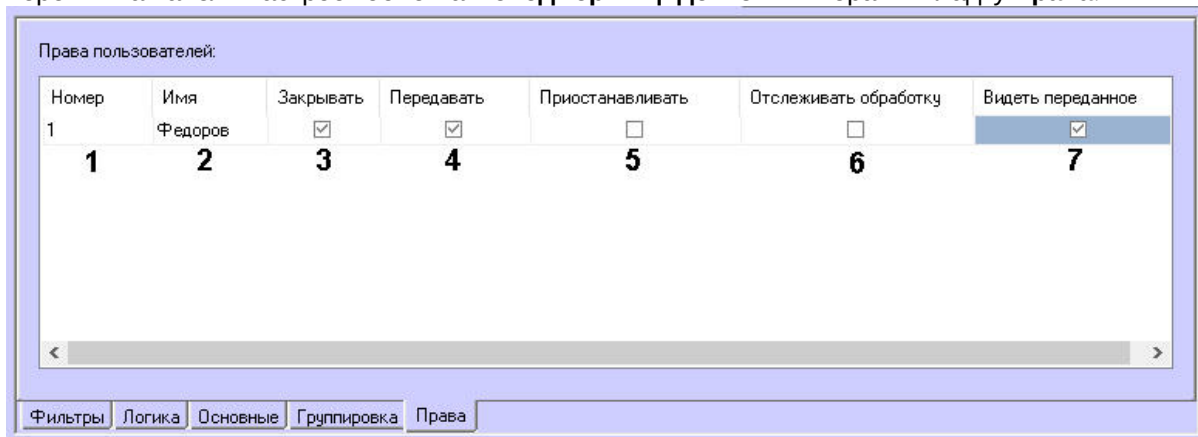 Права пользователей:
Номер Имя Закрывать Передавать Приостанавливать Отслеживать обработку Видеть переданное
1 Федоров
1 2 3 4 5 6 7
Фильтры Логика Основные Группировка Права